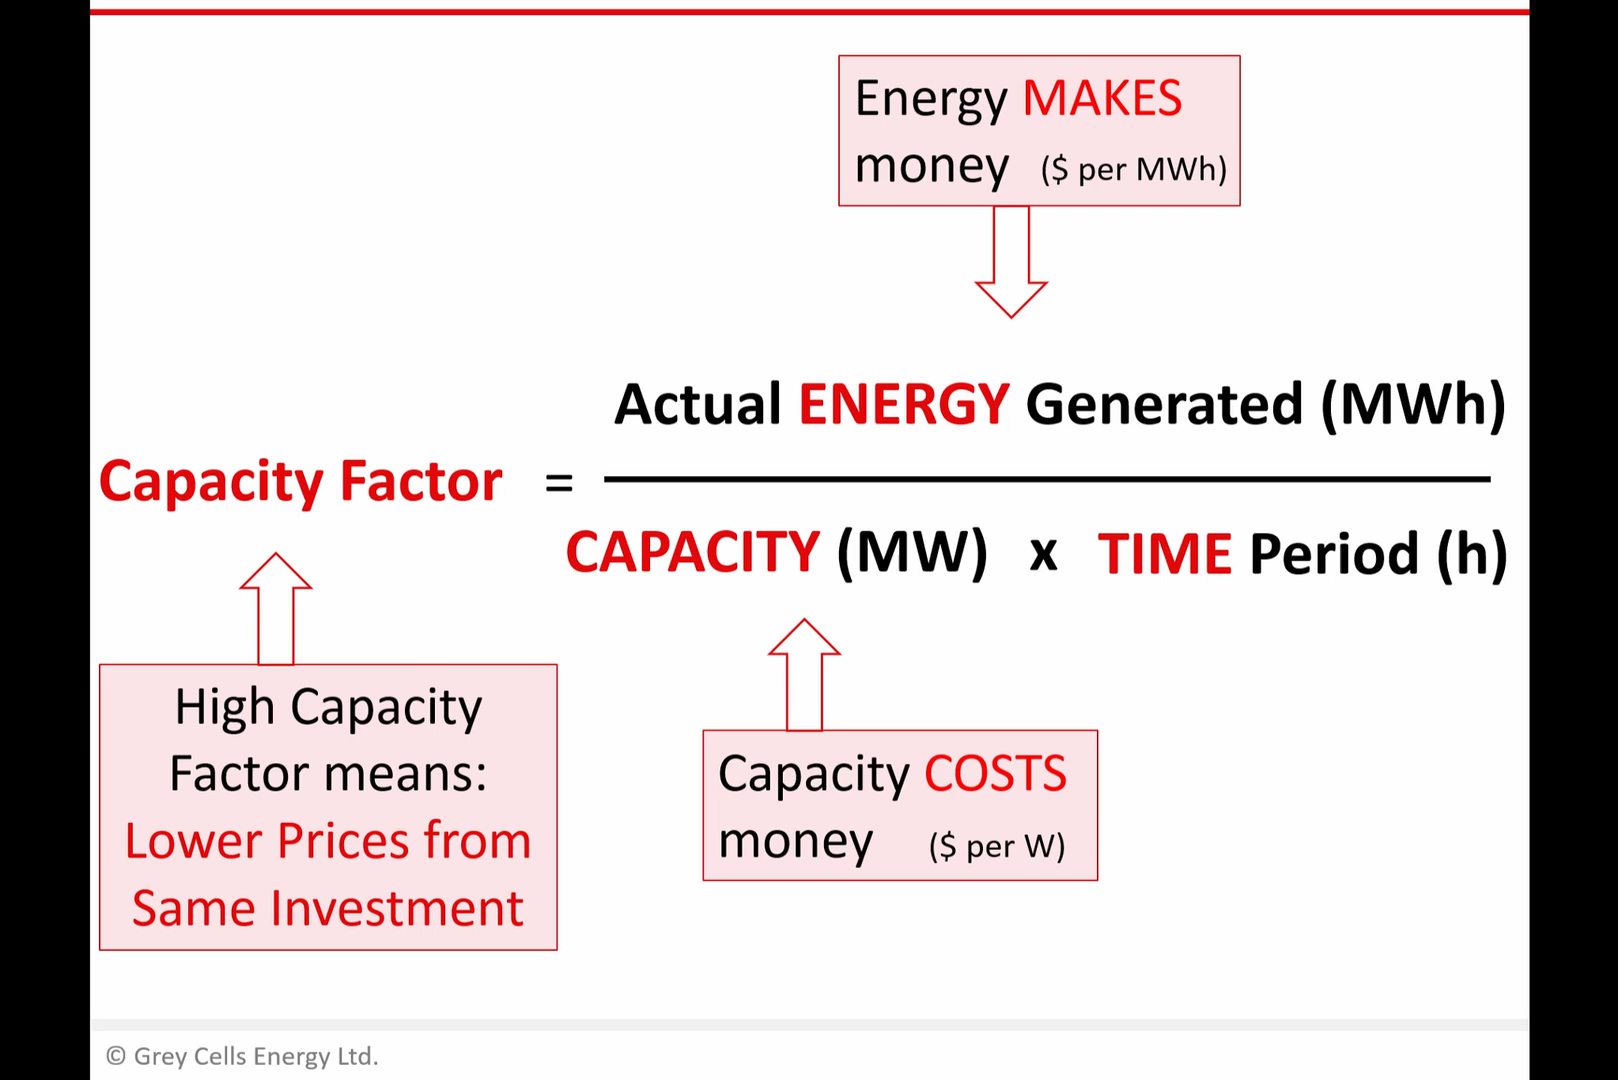 Energy MAKES
money ($ per MWh)
Actual ENERGY Generated (MWh)
Capacity Factor =
CAPACITY (MW) x TIME Period (h)
High Capacity
Factor means:
Lower Prices from
Same Investment
Capacity COSTS
money ($ per W)
© Grey Cells Energy Ltd.